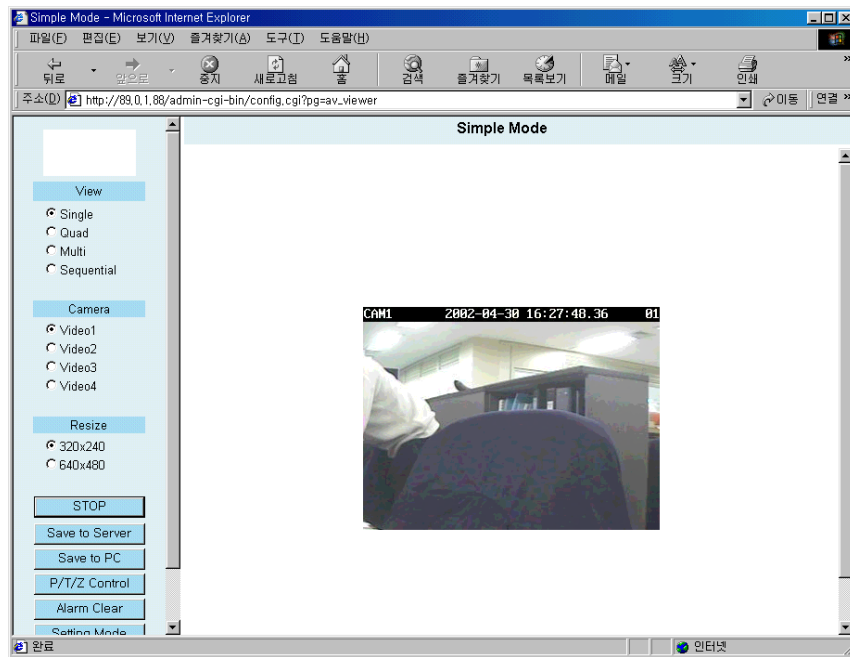 Simple Mode - Microsoft Internet Explorer
파일(F) 편집(E) 보기(V) 즐겨찾기(A) 도구(T) 도움말(H)
뒤로 앞으로 중지 새로고침 홈 검색 즐겨찾기 목록보기 메일 크기 인쇄 »
주소(D) http://89.0.1.88/admin-cgi-bin/config.cgi?pg=av_viewer 이동 연결 »
Simple Mode
View
Single
Quad
Multi
Sequential
Camera
Video1
Video2
Video3
Video4
Resize
320x240
640x480
STOP
Save to Server
Save to PC
P/T/Z Control
Alarm Clear
Setting Mode
CAM1 2002-04-30 16:27:48.36 01
완료 인터넷